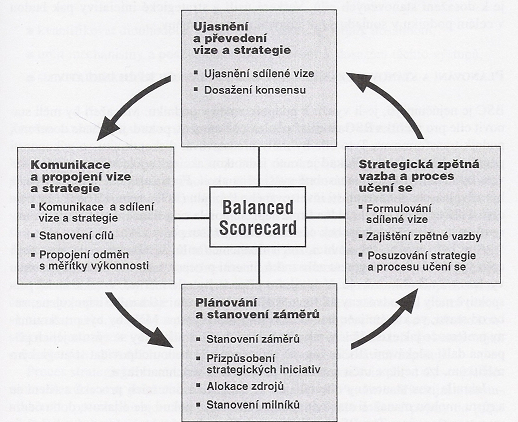 Ujasnění
a převedení
vize a strategie
▪ Ujasnění sdílené vize
▪ Dosažení konsensu
Komunikace
a propojení vize
a strategie
▪ Komunikace a sdílení
vize a strategie
▪ Stanovení cílů
▪ Propojení odměn
s měřítky výkonnosti
Balanced
Scorecard
Strategická zpětná
vazba a proces
učení se
▪ Formulování
sdílené vize
▪ Zajištění zpětné vazby
▪ Posuzování strategie
a procesu učení se
Plánování
a stanovení záměrů
▪ Stanovení záměrů
▪ Přizpůsobení
strategických iniciativ
▪ Alokace zdrojů
▪ Stanovení milníků